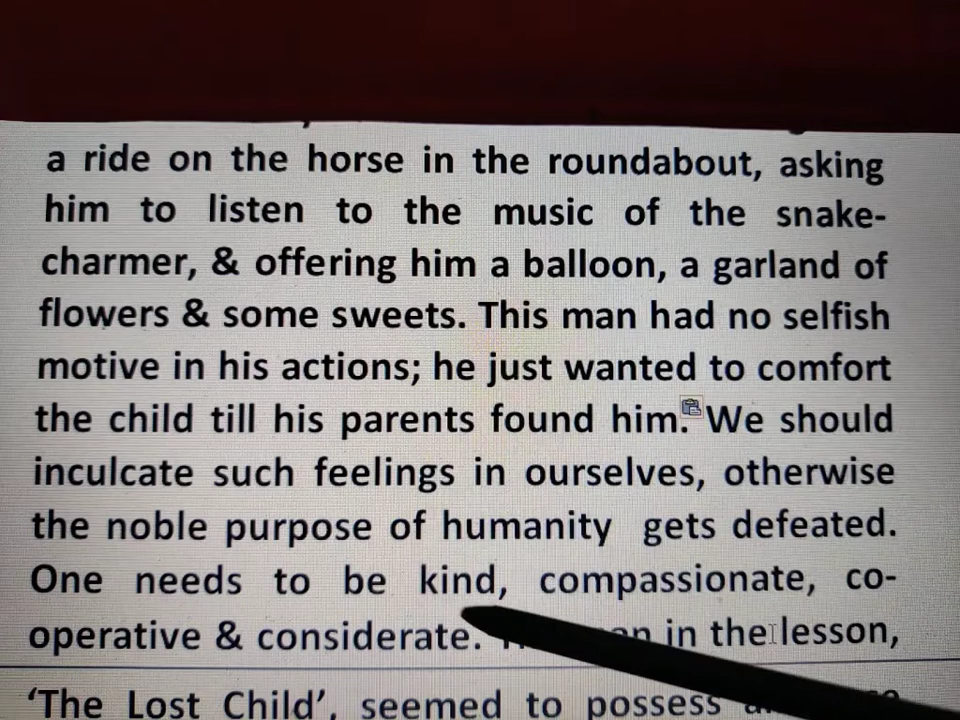 a ride on the horse in the roundabout, asking
him to listen to the music of the snake-
charmer, & offering him a balloon, a garland of
flowers & some sweets. This man had no selfish
motive in his actions; he just wanted to comfort
the child till his parents found him. We should
inculcate such feelings in ourselves, otherwise
the noble purpose of humanity gets defeated.
One needs to be kind, compassionate, co-
operative & considerate. in the lesson,
'The Lost Child', seemed to possess